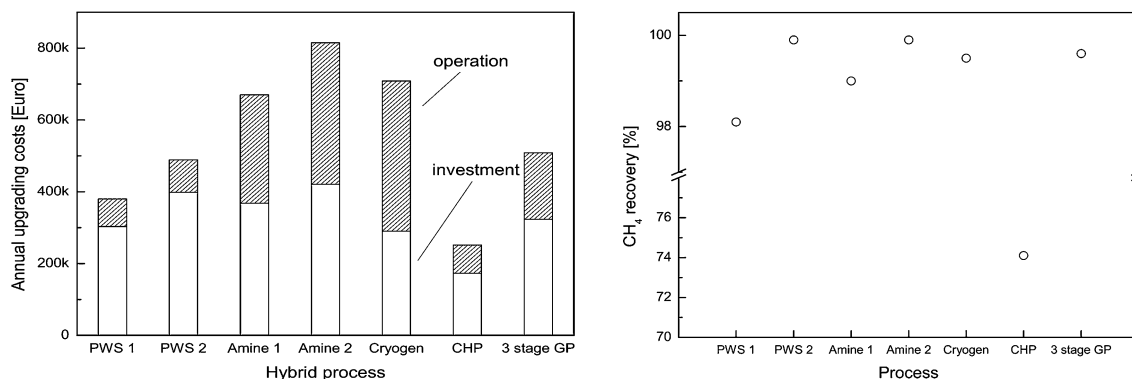 800k
600k
400k
200k
0
Annual upgrading costs [Euro]
operation
investment
PWS 1 PWS 2 Amine 1 Amine 2 Cryogen CHP 3 stage GP
Hybrid process
100
98
76
74
72
70
CH₄ recovery [%]
PWS 1 PWS 2 Amine 1 Amine 2 Cryogen CHP 3 stage GP
Process